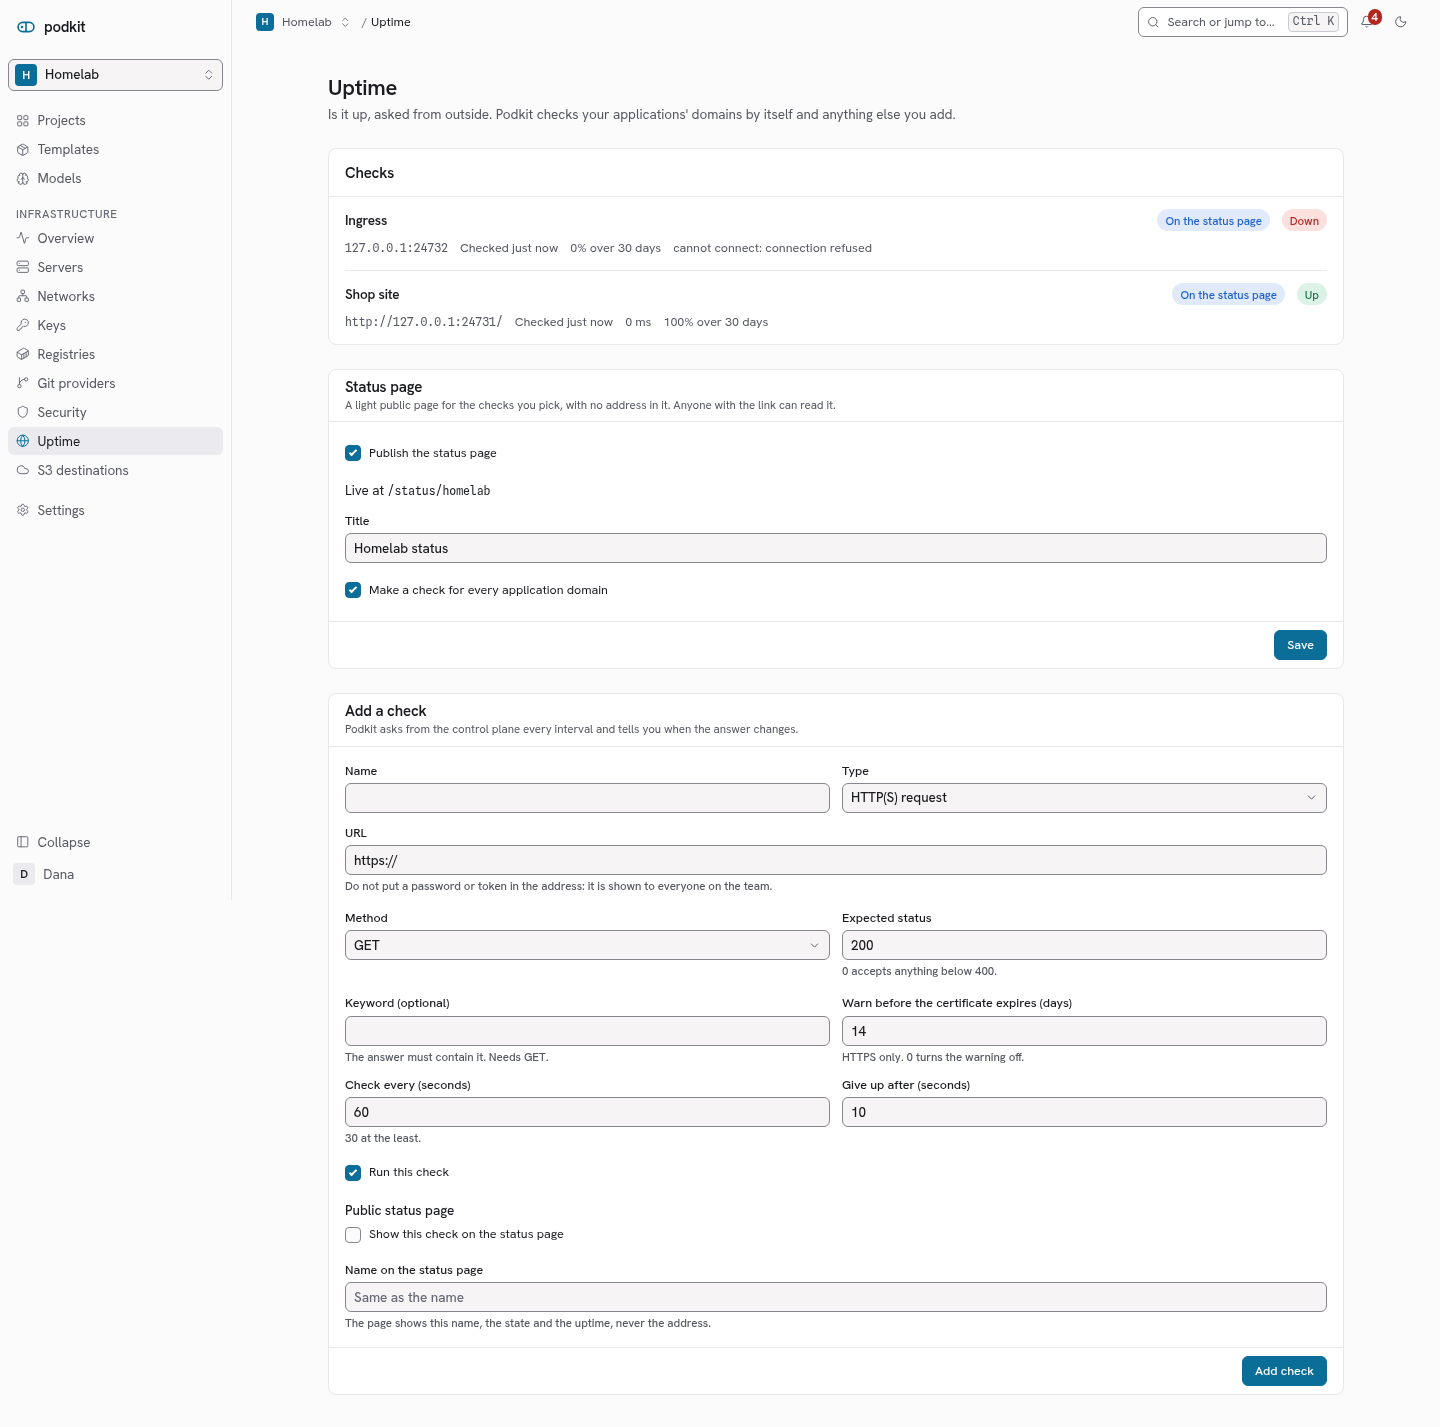 podkit
H Homelab
Projects
Templates
Models
INFRASTRUCTURE
Overview
Servers
Networks
Keys
Registries
Git providers
Security
Uptime
S3 destinations
Settings
Collapse
D Dana
H Homelab / Uptime
Search or jump to... Ctrl K
4
Uptime
Is it up, asked from outside. Podkit checks your applications' domains by itself and anything else you add.
Checks
Ingress On the status page Down
127.0.0.1:24732 Checked just now 0% over 30 days cannot connect: connection refused
Shop site On the status page Up
http://127.0.0.1:24731/ Checked just now 0 ms 100% over 30 days
Status page
A light public page for the checks you pick, with no address in it. Anyone with the link can read it.
Publish the status page
Live at /status/homelab
Title
Homelab status
Make a check for every application domain
Save
Add a check
Podkit asks from the control plane every interval and tells you when the answer changes.
Name Type
HTTP(S) request
URL
https://
Do not put a password or token in the address: it is shown to everyone on the team.
Method Expected status
GET 200
0 accepts anything below 400.
Keyword (optional) Warn before the certificate expires (days)
14
The answer must contain it. Needs GET. HTTPS only. 0 turns the warning off.
Check every (seconds) Give up after (seconds)
60 10
30 at the least.
Run this check
Public status page
Show this check on the status page
Name on the status page
Same as the name
The page shows this name, the state and the uptime, never the address.
Add check